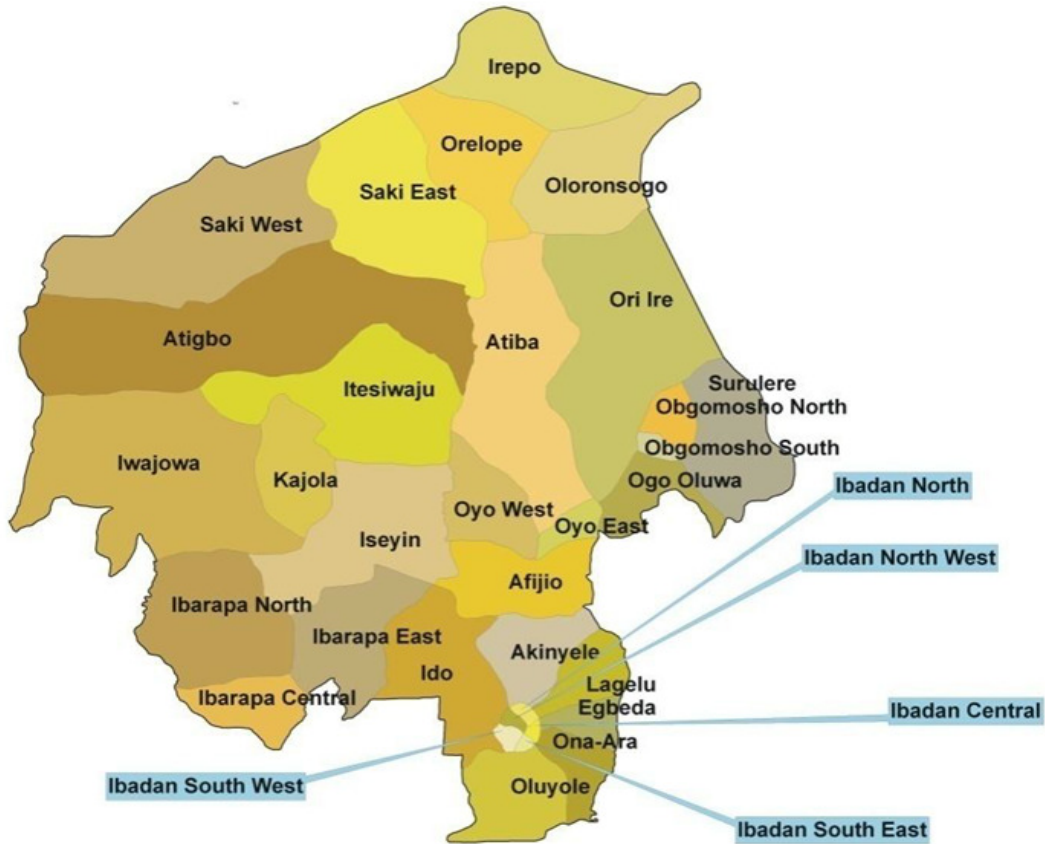 Irepo
Orelope
Oloronsogo
Saki East
Saki West
Ori Ire
Atigbo
Atiba
Itesiwaju
Surulere
Obgomosho North
Obgomosho South
Iwajowa
Kajola
Ogo Oluwa
Ibadan North
Oyo West
Oyo East
Iseyin
Ibadan North West
Afijio
Ibarapa North
Ibarapa East
Akinyele
Ido
Lagelu
Ibarapa Central
Egbeda
Ibadan Central
Ona-Ara
Ibadan South West
Oluyole
Ibadan South East